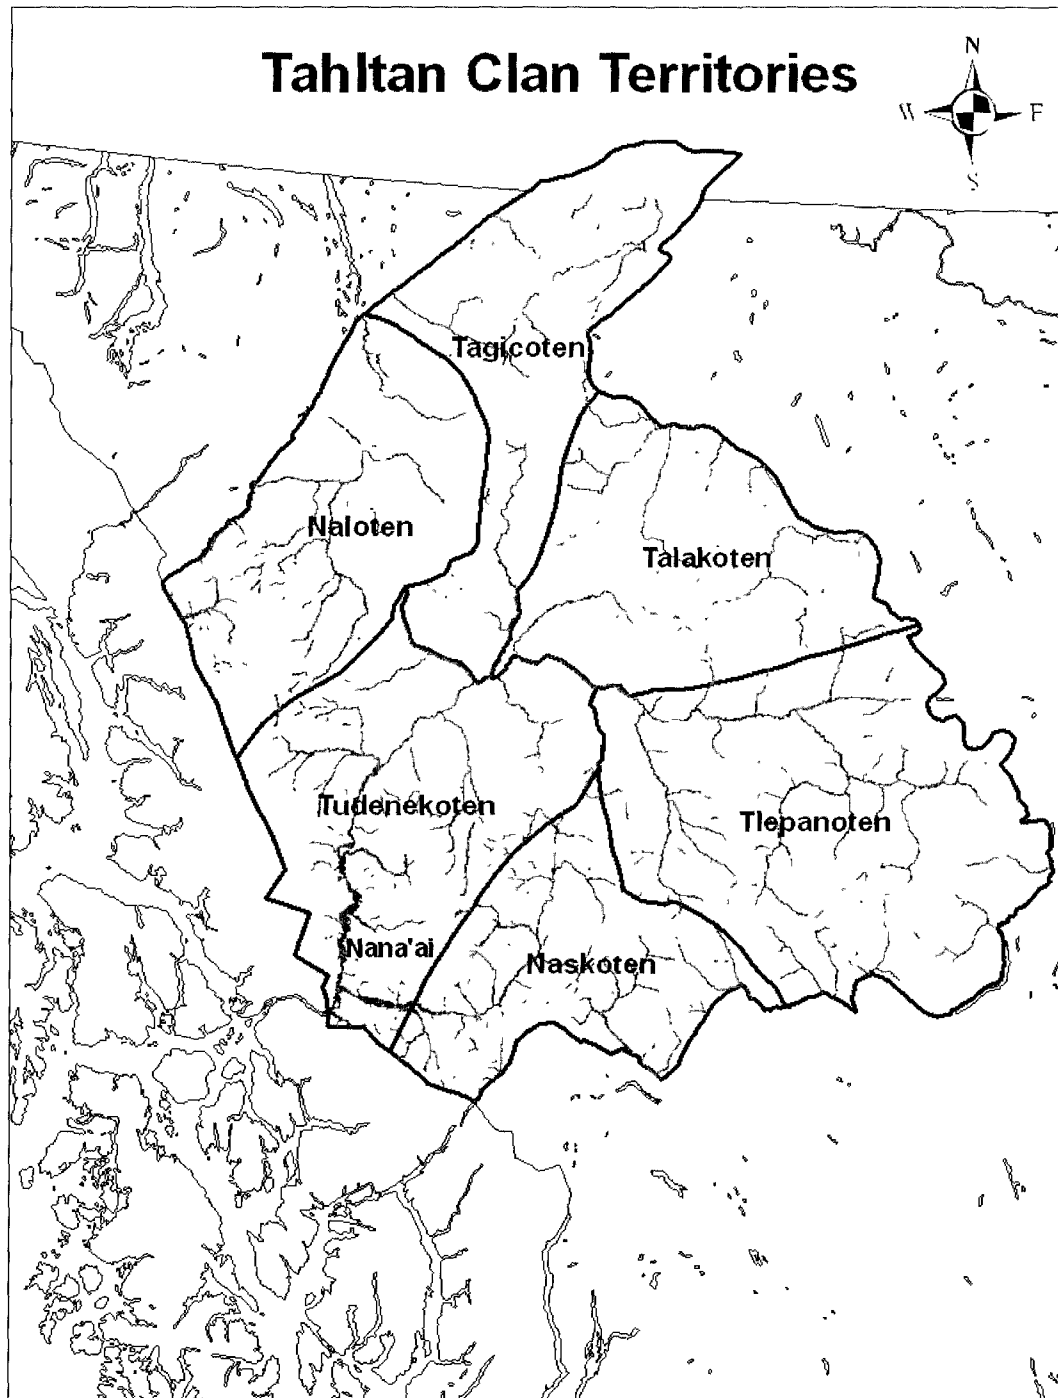 Tahltan Clan Territories
N
W E
S
Tagicoten
Naloten
Talakoten
Tudenekoten
Tlepanoten
Nana'ai
Naskoten